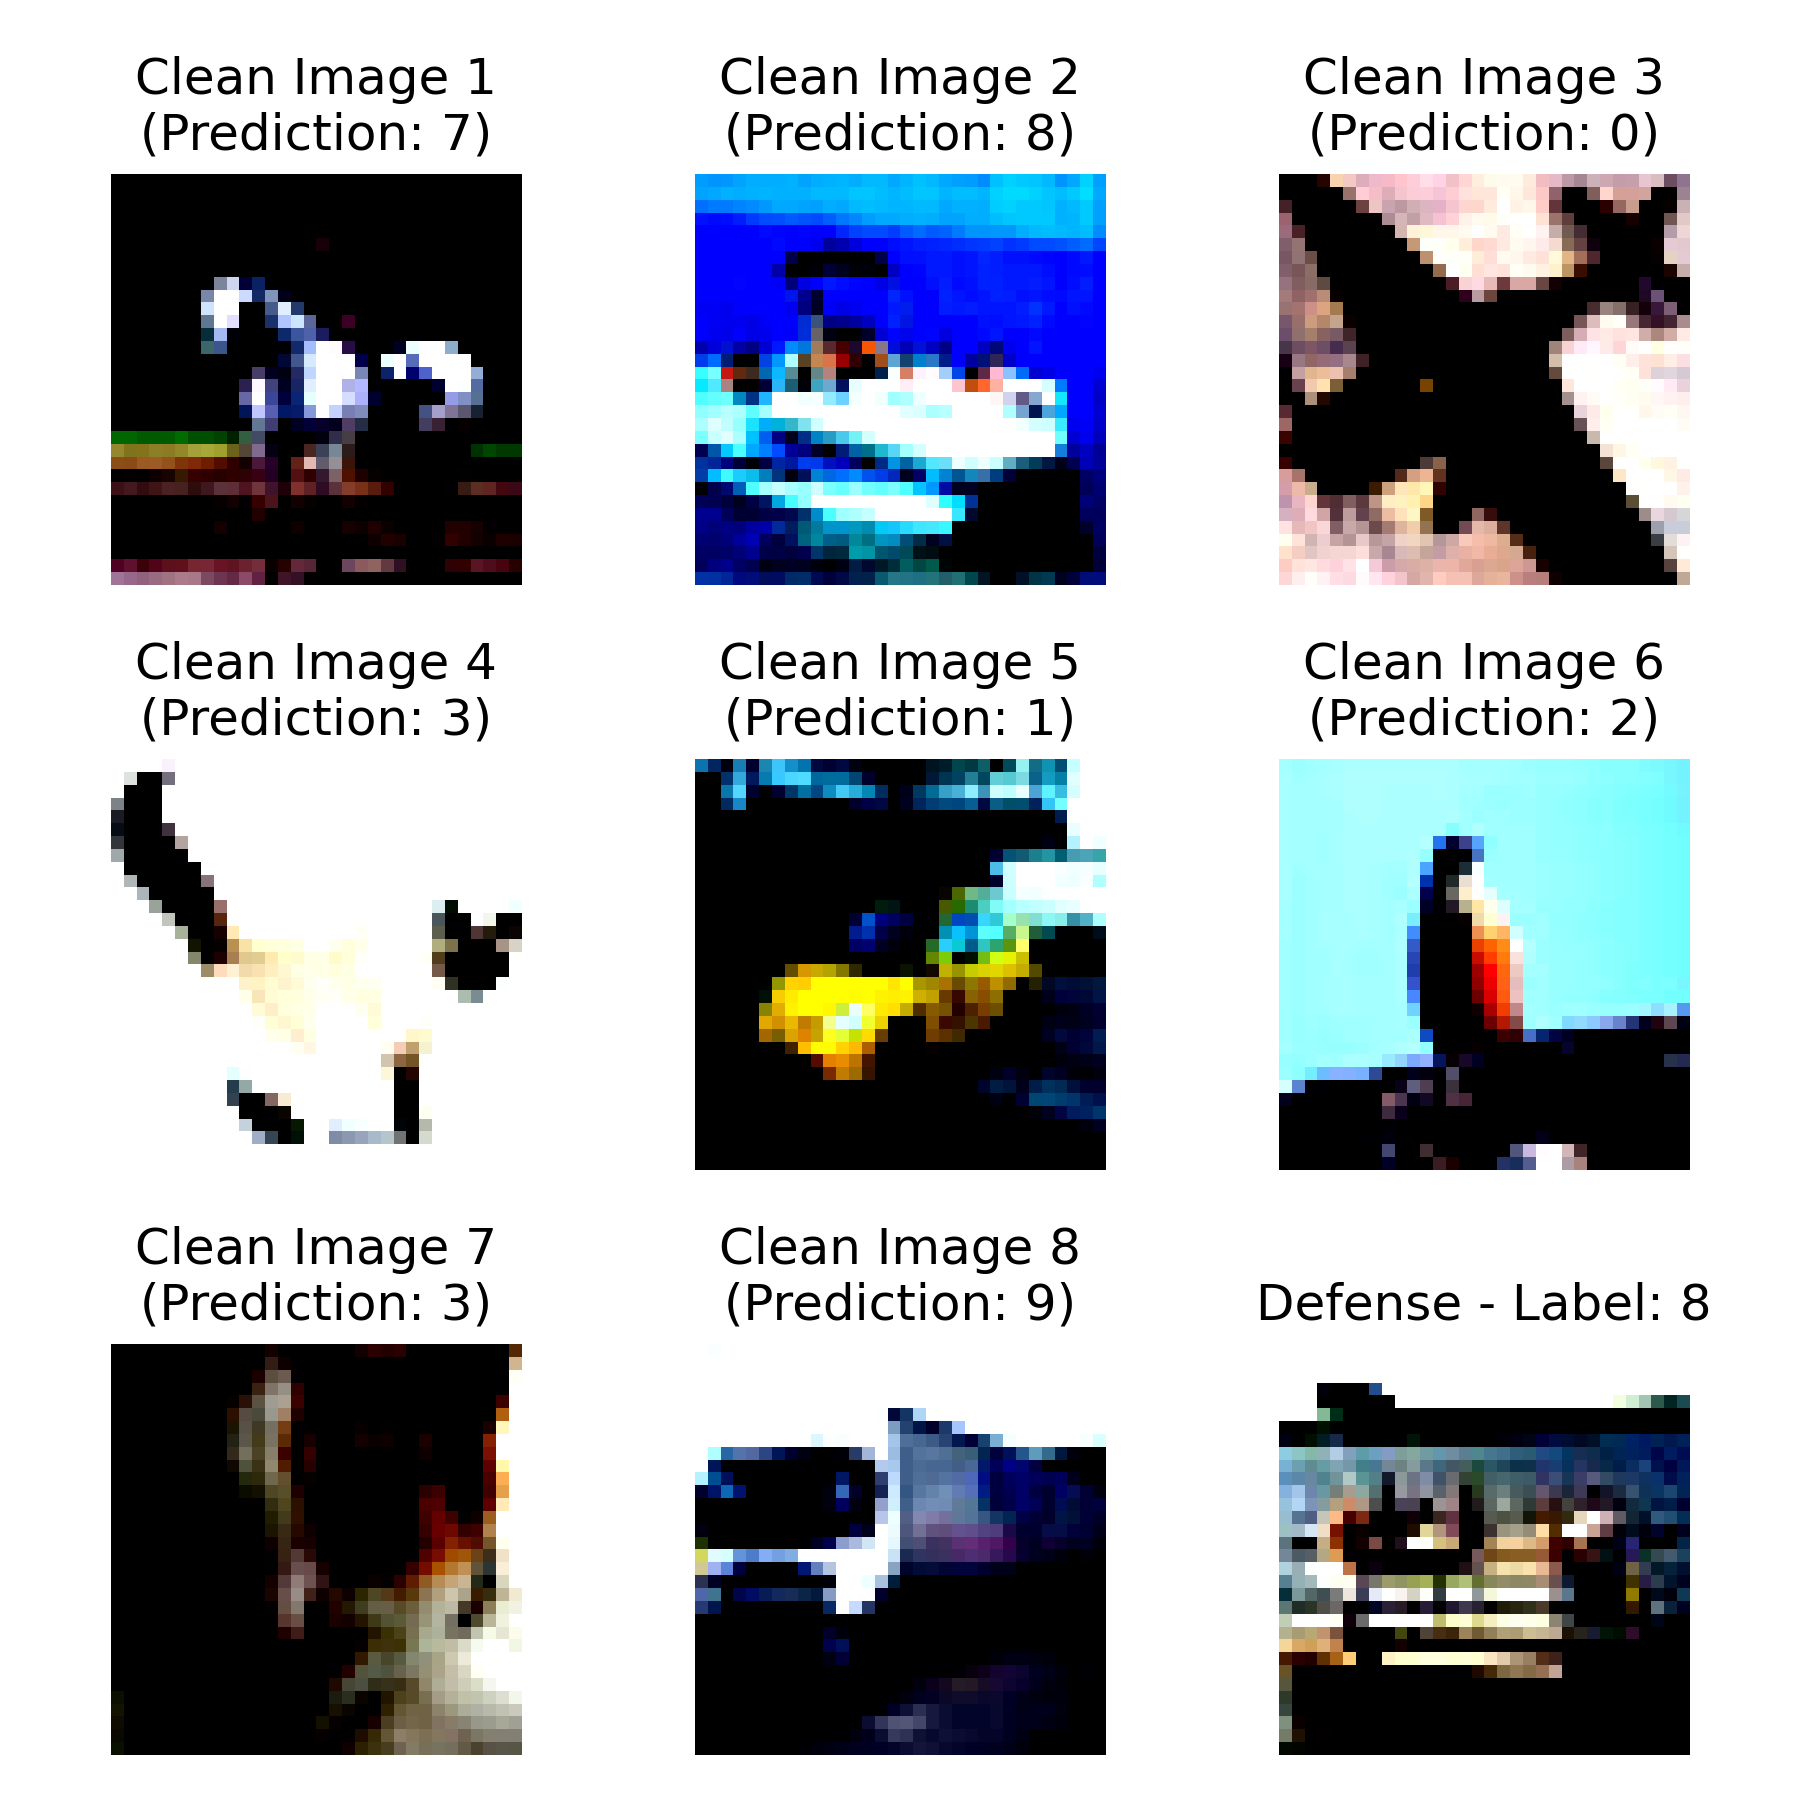 Clean Image 1
(Prediction: 7)
Clean Image 2
(Prediction: 8)
Clean Image 3
(Prediction: 0)
Clean Image 4
(Prediction: 3)
Clean Image 5
(Prediction: 1)
Clean Image 6
(Prediction: 2)
Clean Image 7
(Prediction: 3)
Clean Image 8
(Prediction: 9)
Defense - Label: 8